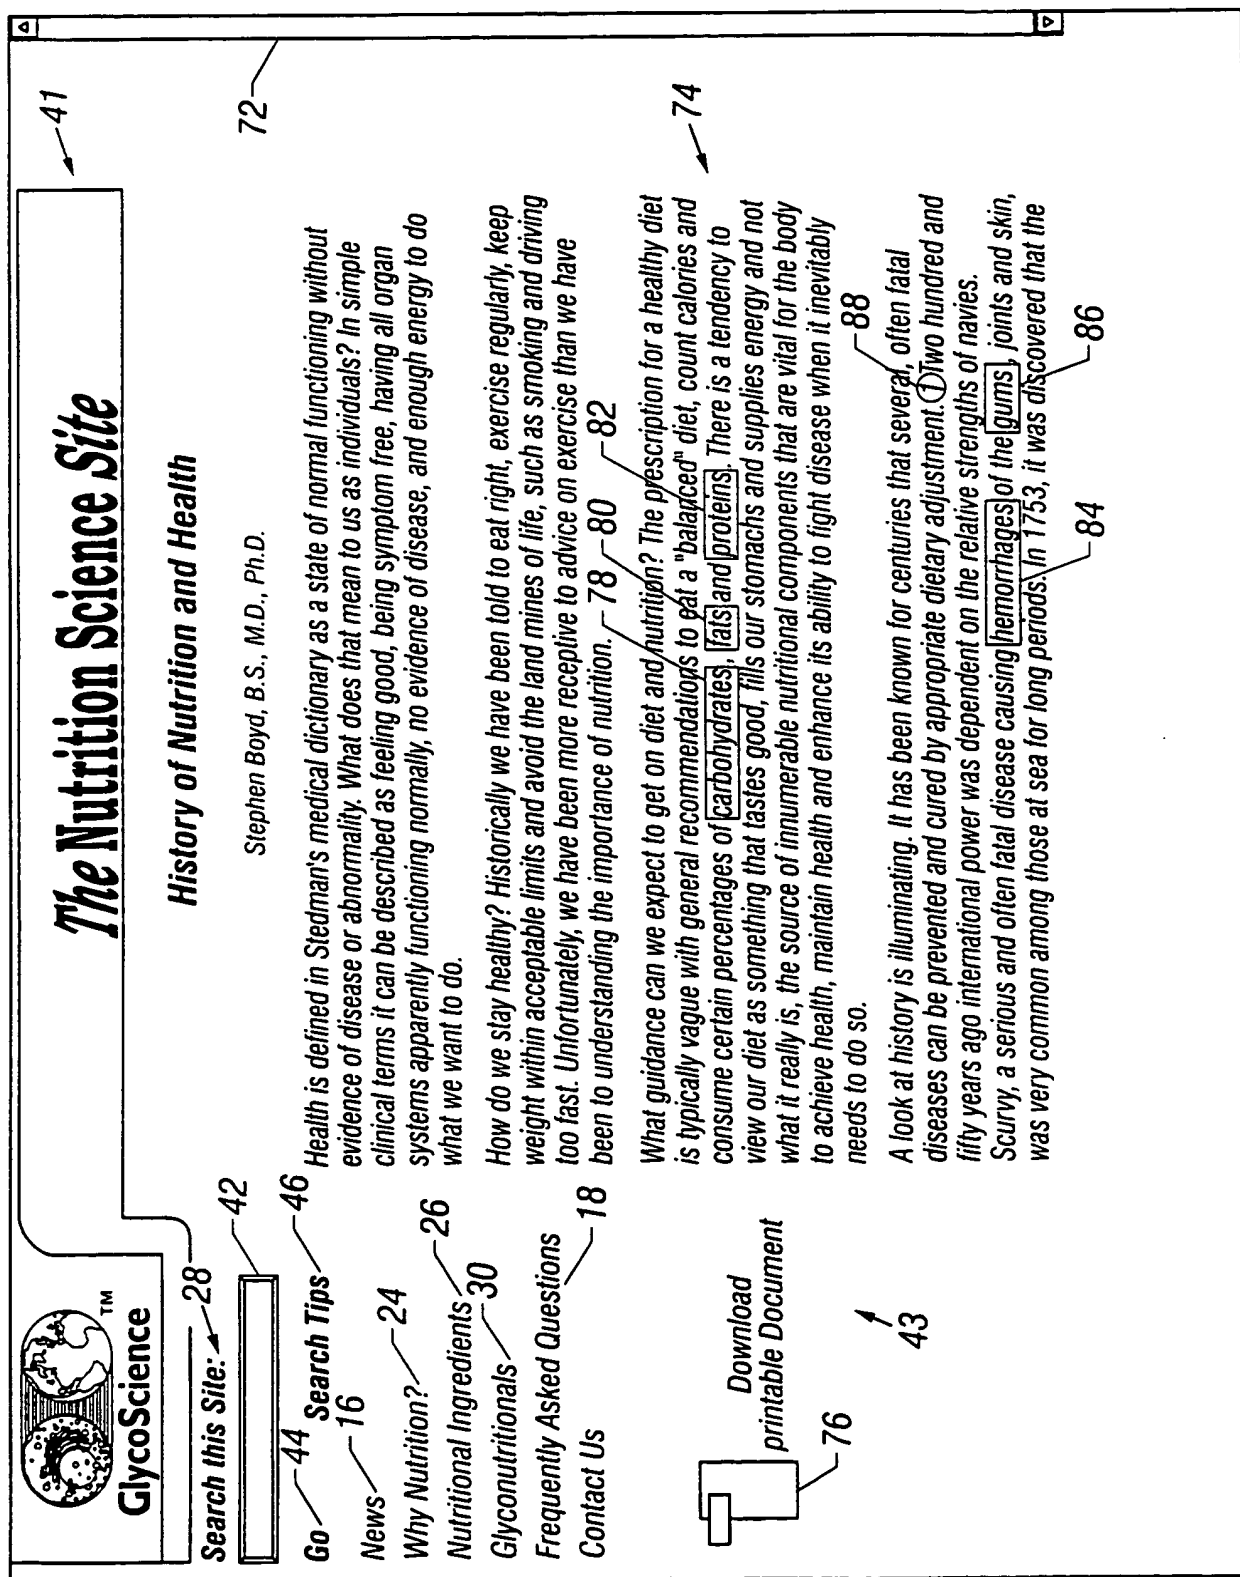 GlycoScience
TM
The Nutrition Science Site
41
Search this Site:
28
42
Go
44
Search Tips
46
News
16
Why Nutrition?
24
Nutritional Ingredients
26
Glyconutritionals
30
Frequently Asked Questions
18
Contact Us
Download
printable Document
76
43
History of Nutrition and Health
Stephen Boyd, B.S., M.D., Ph.D.
72
Health is defined in Stedman's medical dictionary as a state of normal functioning without
evidence of disease or abnormality. What does that mean to us as individuals? In simple
clinical terms it can be described as feeling good, being symptom free, having all organ
systems apparently functioning normally, no evidence of disease, and enough energy to do
what we want to do.
How do we stay healthy? Historically we have been told to eat right, exercise regularly, keep
weight within acceptable limits and avoid the land mines of life, such as smoking and driving
too fast. Unfortunately, we have been more receptive to advice on exercise than we have
been to understanding the importance of nutrition.
78
80
82
What guidance can we expect to get on diet and nutrition? The prescription for a healthy diet
is typically vague with general recommendations to eat a "balanced" diet, count calories and
consume certain percentages of carbohydrates, fats and proteins. There is a tendency to
view our diet as something that tastes good, fills our stomachs and supplies energy and not
what it really is, the source of innumerable nutritional components that are vital for the body
to achieve health, maintain health and enhance its ability to fight disease when it inevitably
needs to do so.
74
88
A look at history is illuminating. It has been known for centuries that several, often fatal
diseases can be prevented and cured by appropriate dietary adjustment. 1 Two hundred and
fifty years ago international power was dependent on the relative strengths of navies.
Scurvy, a serious and often fatal disease causing hemorrhages of the gums, joints and skin,
was very common among those at sea for long periods. In 1753, it was discovered that the
84
86